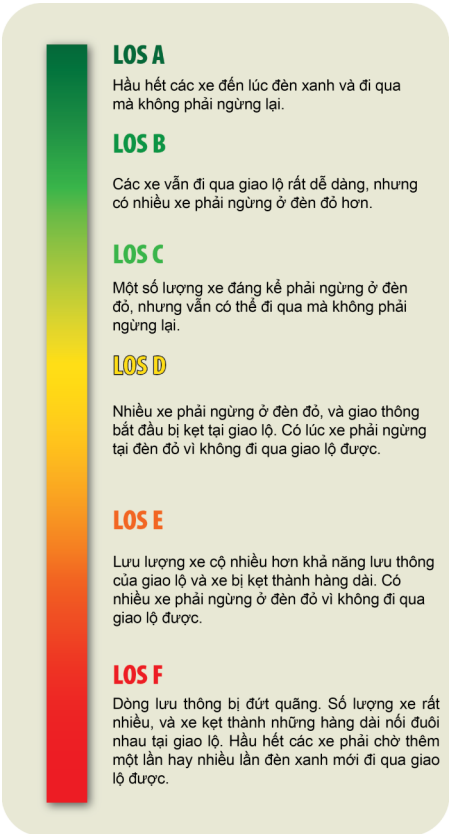 LOS A
Hầu hết các xe đến lúc đèn xanh và đi qua
mà không phải ngừng lại.
LOS B
Các xe vẫn đi qua giao lộ rất dễ dàng, nhưng
có nhiều xe phải ngừng ở đèn đỏ hơn.
LOS C
Một số lượng xe đáng kể phải ngừng ở đèn
đỏ, nhưng vẫn có thể đi qua mà không phải
ngừng lại.
LOS D
Nhiều xe phải ngừng ở đèn đỏ, và giao thông
bắt đầu bị kẹt tại giao lộ. Có lúc xe phải ngừng
tại đèn đỏ vì không đi qua giao lộ được.
LOS E
Lưu lượng xe cộ nhiều hơn khả năng lưu thông
của giao lộ và xe bị kẹt thành hàng dài. Có
nhiều xe phải ngừng ở đèn đỏ vì không đi qua
giao lộ được.
LOS F
Dòng lưu thông bị đứt quãng. Số lượng xe rất
nhiều, và xe kẹt thành những hàng dài nối đuôi
nhau tại giao lộ. Hầu hết các xe phải chờ thêm
một lần hay nhiều lần đèn xanh mới đi qua giao
lộ được.